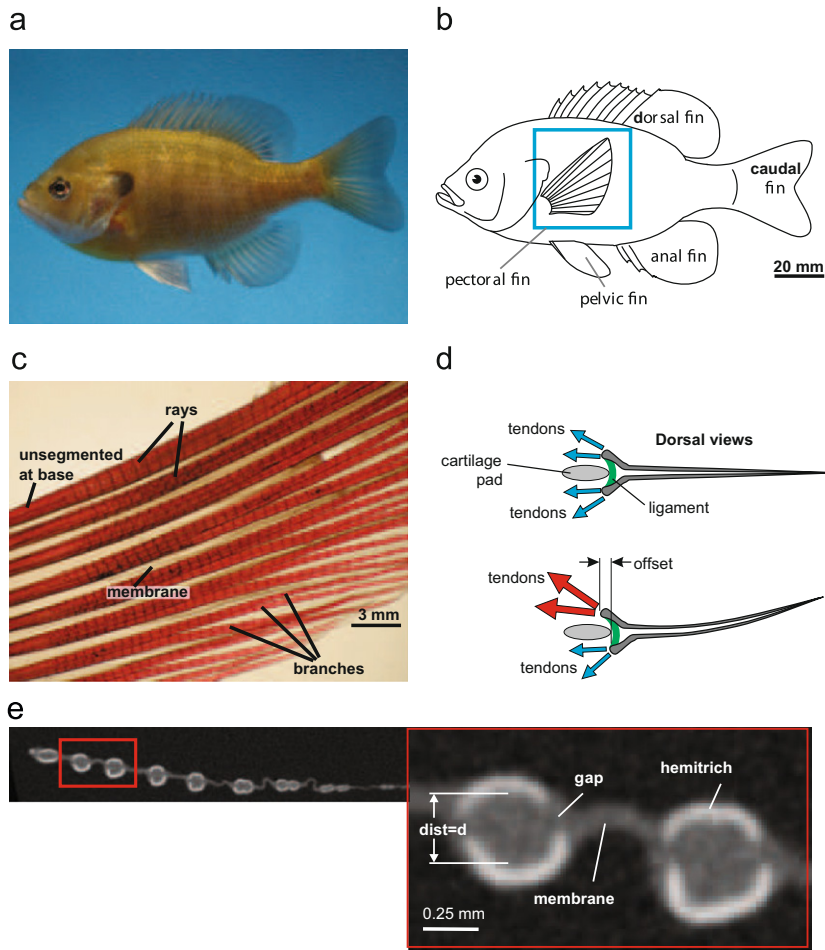 a
b
dorsal fin
caudal
fin
anal fin
pectoral fin
pelvic fin
20 mm
c
rays
unsegmented
at base
membrane
3 mm
branches
d
tendons
Dorsal views
cartilage
pad
ligament
tendons
offset
tendons
tendons
e
gap
hemitrich
dist=d
membrane
0.25 mm